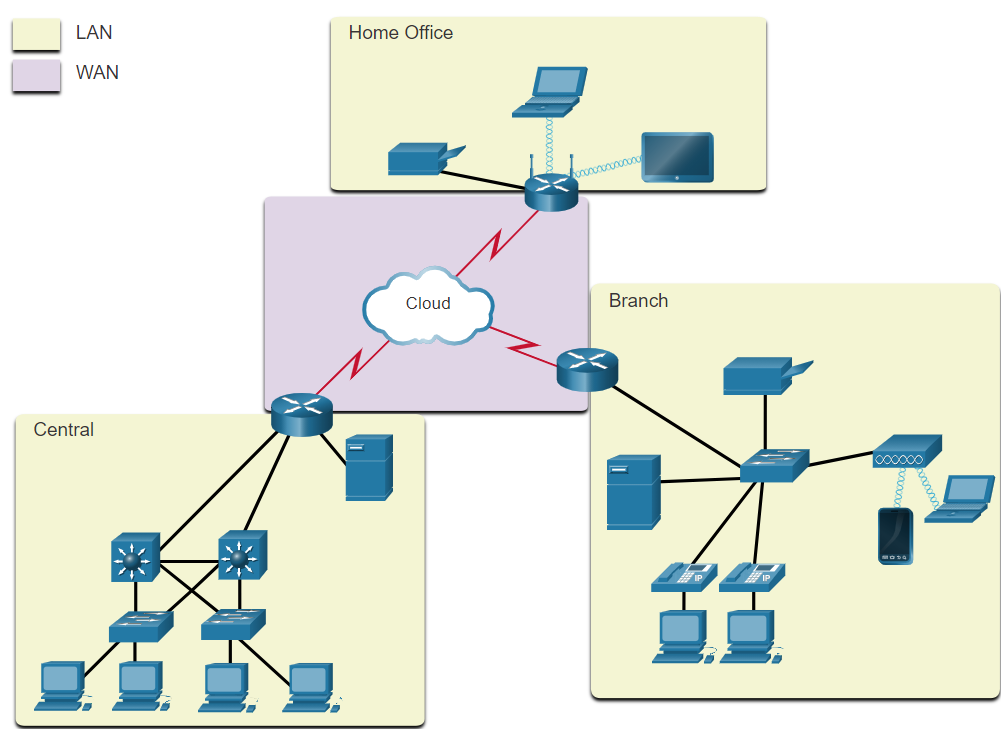 LAN
WAN
Home Office
Cloud
Branch
Central
IP
IP